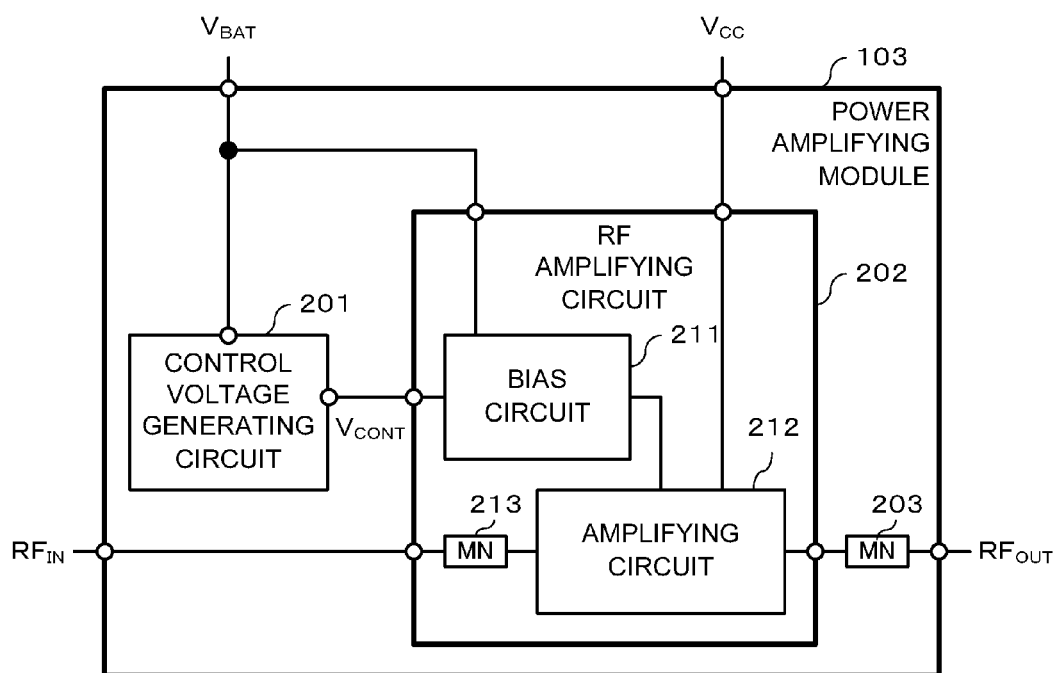 VBAT
VCC
103
POWER
AMPLIFYING
MODULE
RF
AMPLIFYING
CIRCUIT
202
201
CONTROL
VOLTAGE
GENERATING
CIRCUIT
VCONT
211
BIAS
CIRCUIT
212
213
MN
AMPLIFYING
CIRCUIT
203
MN
RFIN
RFOUT